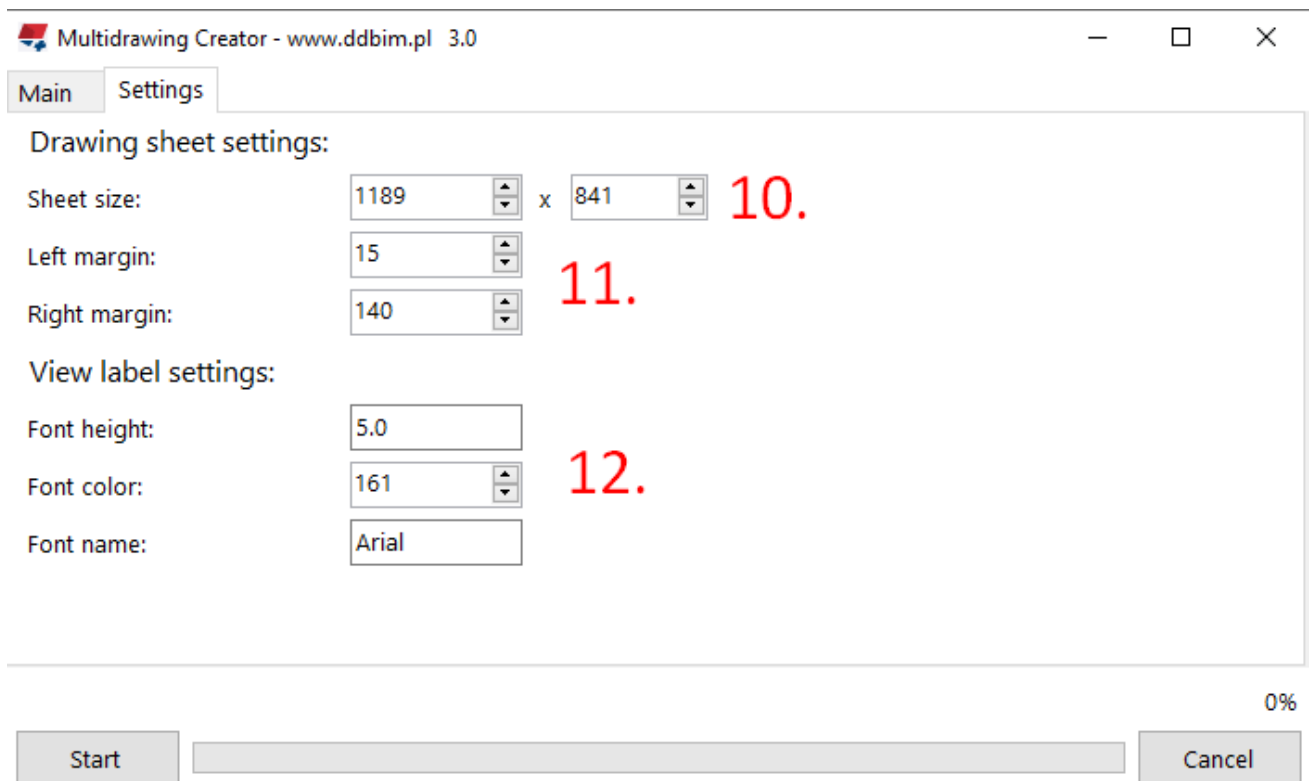 Multidrawing Creator - www.ddbim.pl 3.0
Main Settings
Drawing sheet settings:
Sheet size: 1189 x 841 10.
Left margin: 15
11.
Right margin: 140
View label settings:
Font height: 5.0
Font color: 161 12.
Font name: Arial
0%
Start Cancel